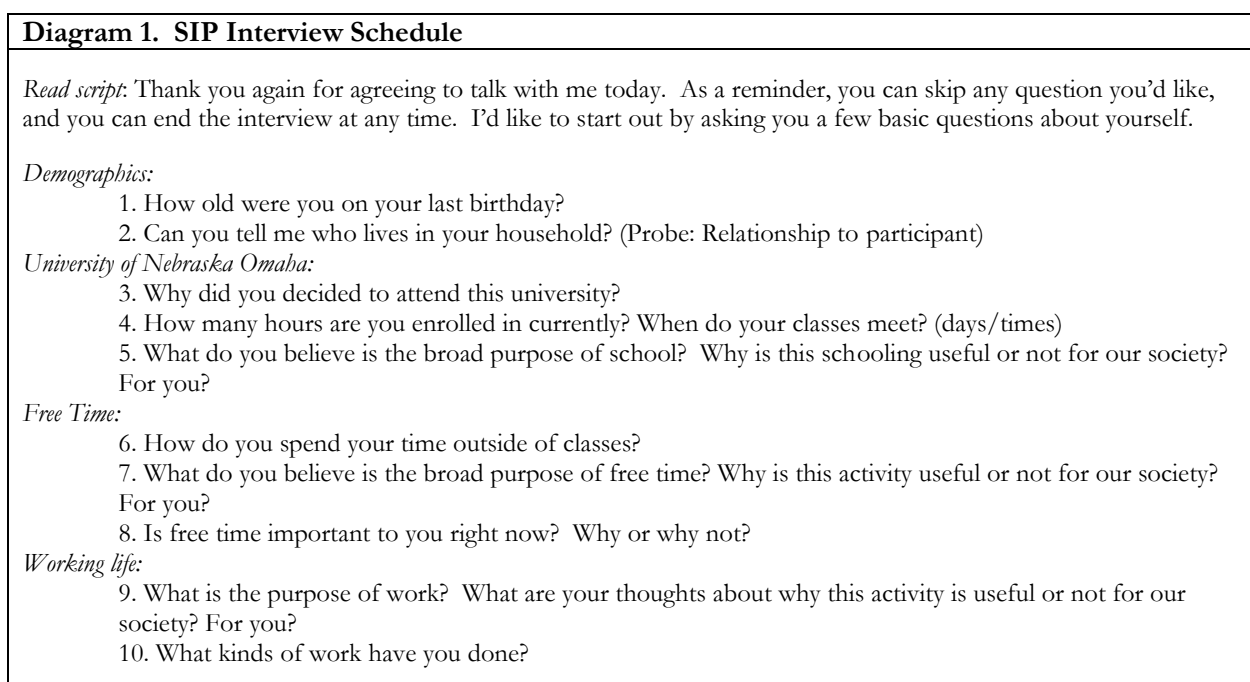 Diagram 1.  SIP Interview Schedule
Read script: Thank you again for agreeing to talk with me today.  As a reminder, you can skip any question you’d like,
and you can end the interview at any time.  I’d like to start out by asking you a few basic questions about yourself.
Demographics:
1. How old were you on your last birthday?
2. Can you tell me who lives in your household? (Probe: Relationship to participant)
University of Nebraska Omaha:
3. Why did you decided to attend this university?
4. How many hours are you enrolled in currently? When do your classes meet? (days/times)
5. What do you believe is the broad purpose of school?  Why is this schooling useful or not for our society?
For you?
Free Time:
6. How do you spend your time outside of classes?
7. What do you believe is the broad purpose of free time? Why is this activity useful or not for our society?
For you?
8. Is free time important to you right now?  Why or why not?
Working life:
9. What is the purpose of work?  What are your thoughts about why this activity is useful or not for our
society? For you?
10. What kinds of work have you done?